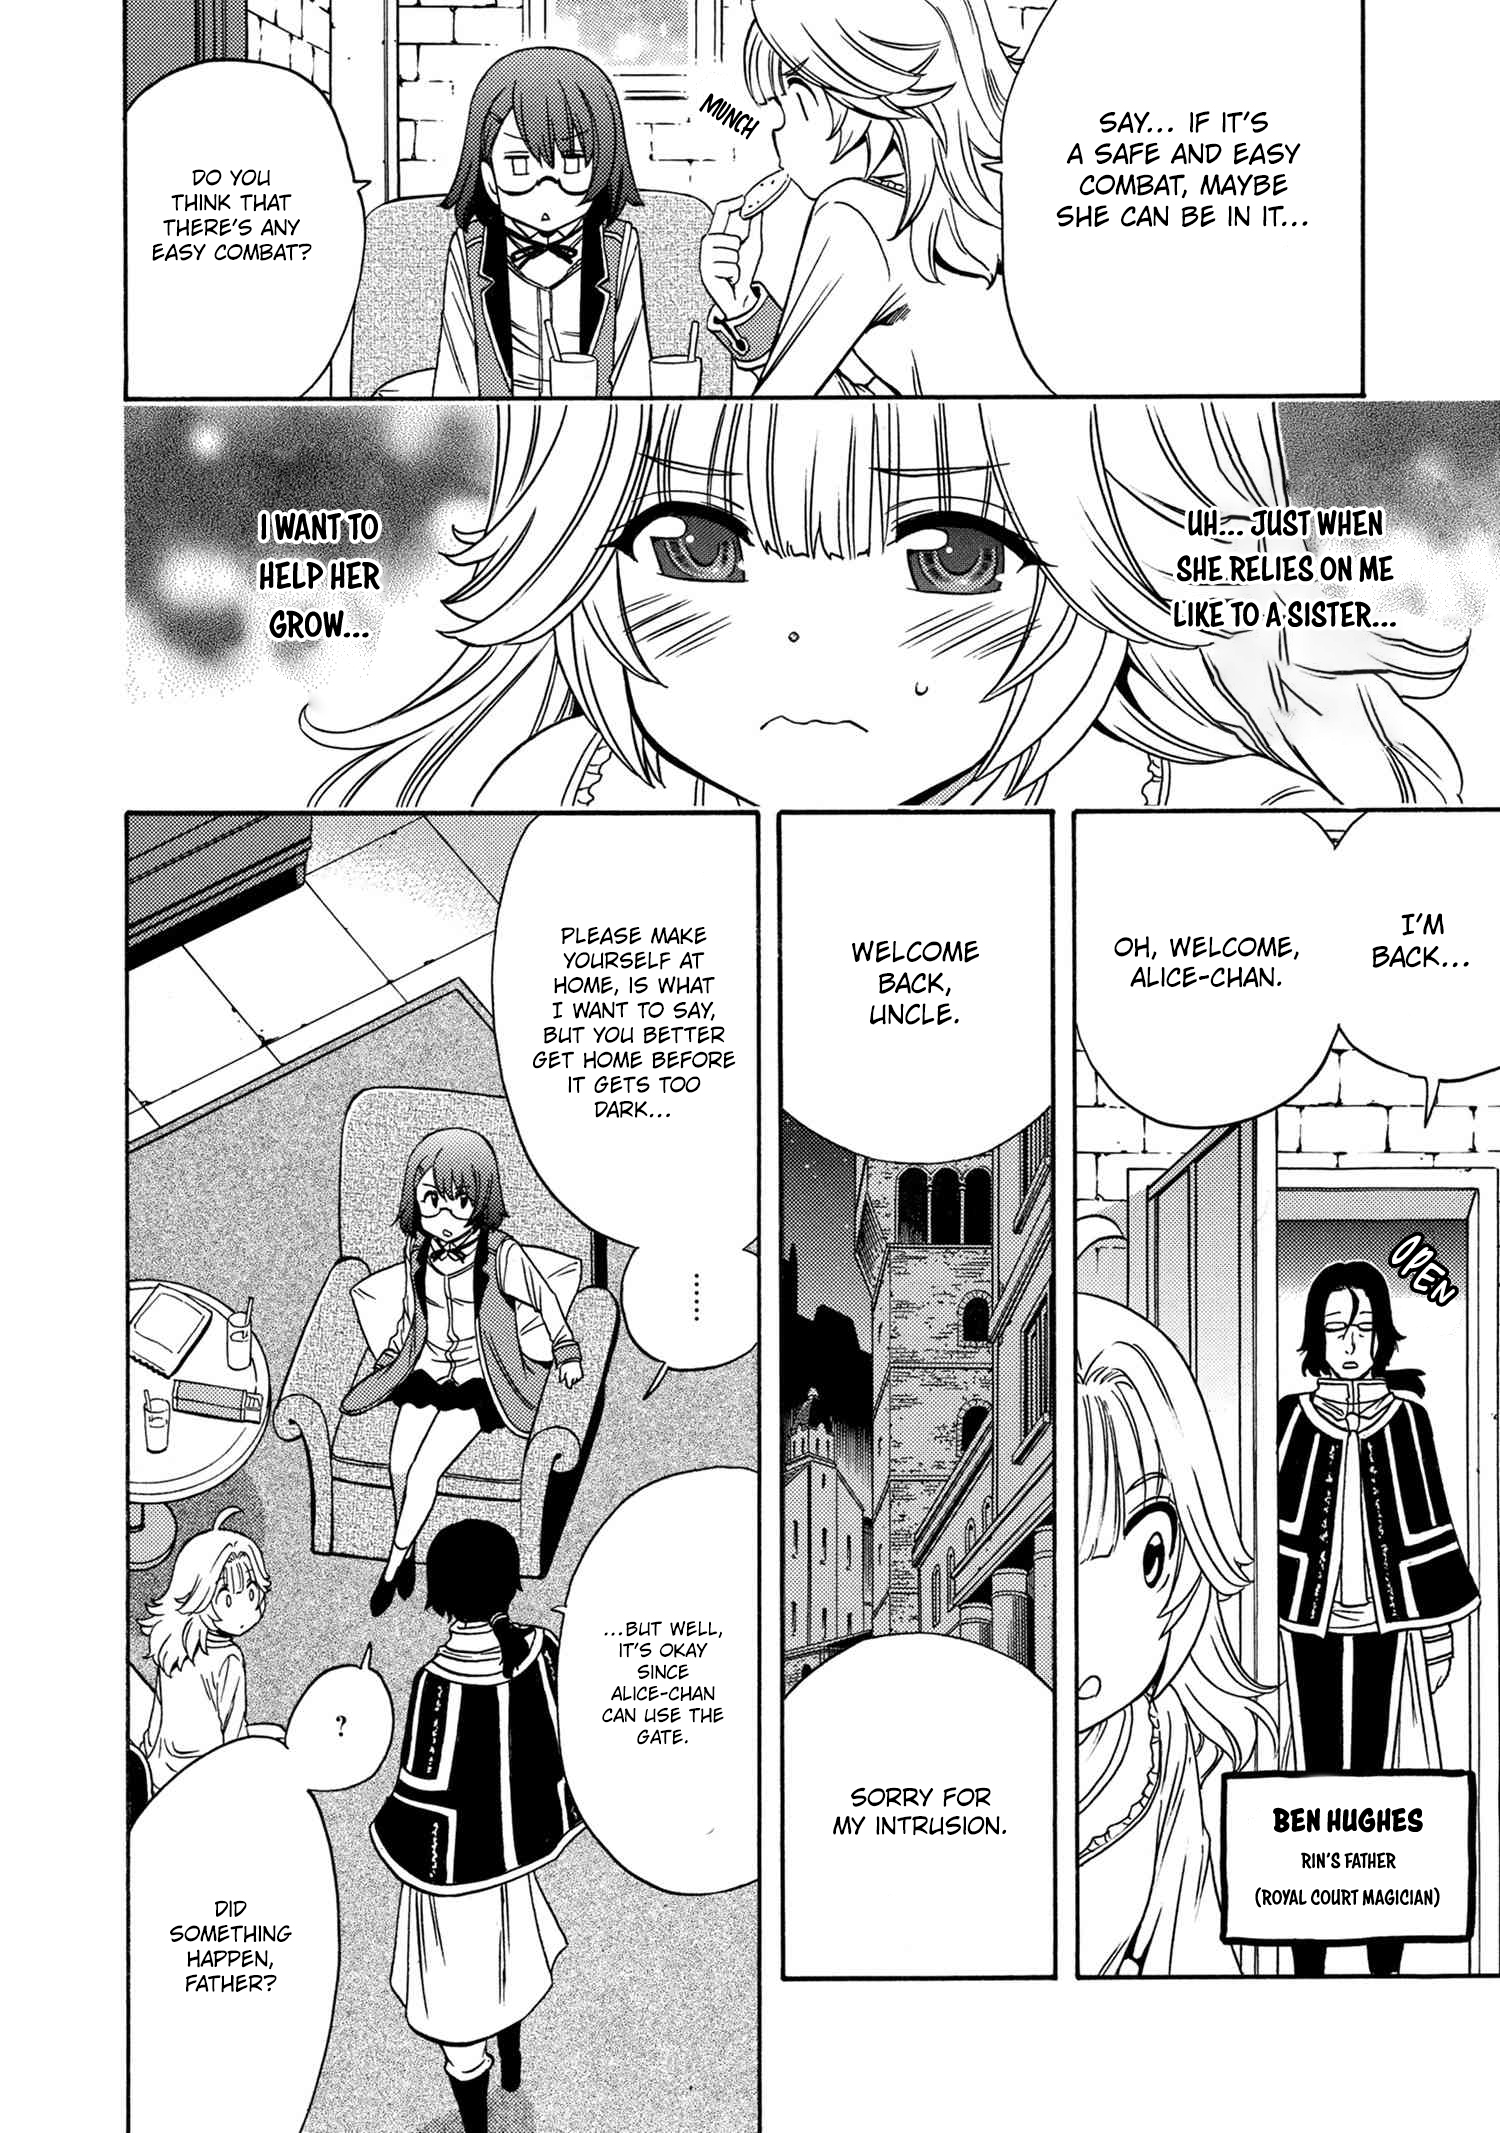 SAY... IF IT'S
A SAFE AND EASY
COMBAT, MAYBE
SHE CAN BE IN IT...
MUNCH
DO YOU
THINK THAT
THERE'S ANY
EASY COMBAT?
UH... JUST WHEN
SHE RELIES ON ME
LIKE TO A SISTER...
I WANT TO
HELP HER
GROW...
I'M
BACK...
OH, WELCOME,
ALICE-CHAN.
OPEN
BEN HUGHES
RIN'S FATHER
(ROYAL COURT MAGICIAN)
WELCOME
BACK,
UNCLE.
SORRY FOR
MY INTRUSION.
PLEASE MAKE
YOURSELF AT
HOME, IS WHAT
I WANT TO SAY,
BUT YOU BETTER
GET HOME BEFORE
IT GETS TOO
DARK...
.......
...BUT WELL,
IT'S OKAY
SINCE
ALICE-CHAN
CAN USE THE
GATE.
?
DID
SOMETHING
HAPPEN,
FATHER?